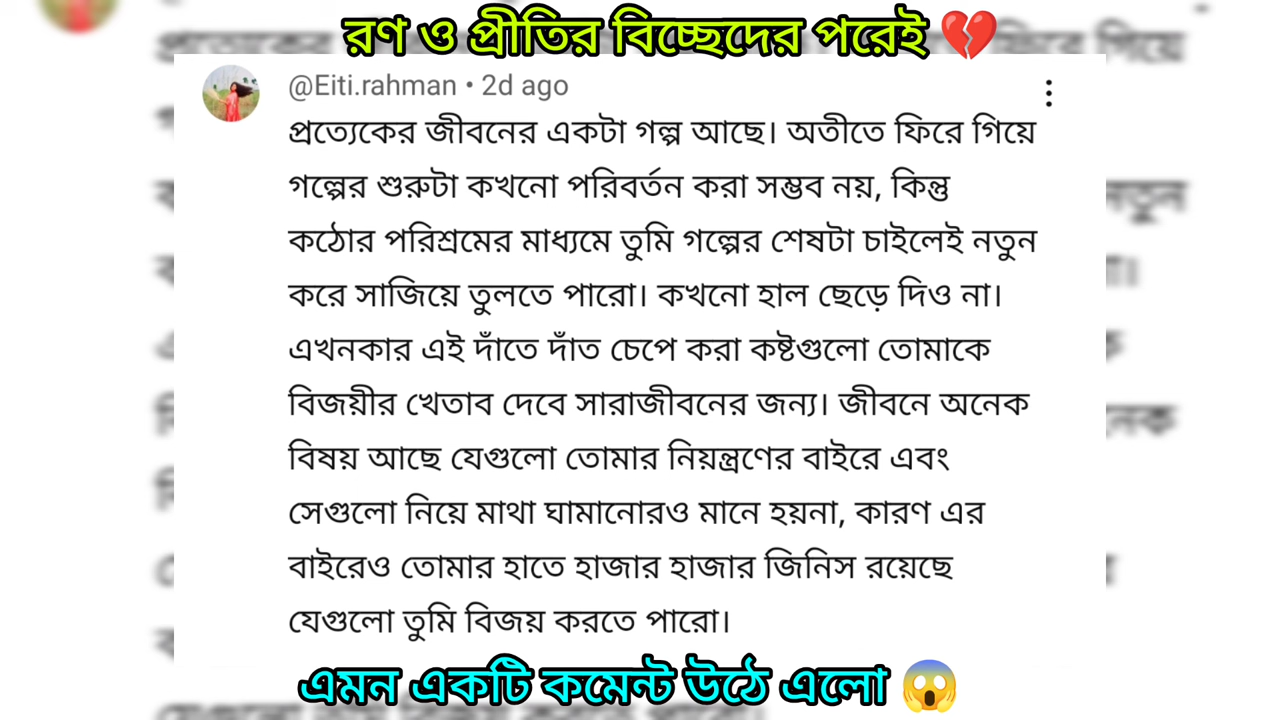 রণ ও প্রীতির বিচ্ছেদের পরেই 💔
@Eiti.rahman • 2d ago
প্রত্যেকের জীবনের একটা গল্প আছে। অতীতে ফিরে গিয়ে
গল্পের শুরুটা কখনো পরিবর্তন করা সম্ভব নয়, কিন্তু
কঠোর পরিশ্রমের মাধ্যমে তুমি গল্পের শেষটা চাইলেই নতুন
করে সাজিয়ে তুলতে পারো। কখনো হাল ছেড়ে দিও না।
এখনকার এই দাঁতে দাঁত চেপে করা কষ্টগুলো তোমাকে
বিজয়ীর খেতাব দেবে সারাজীবনের জন্য। জীবনে অনেক
বিষয় আছে যেগুলো তোমার নিয়ন্ত্রণের বাইরে এবং
সেগুলো নিয়ে মাথা ঘামানোরও মানে হয়না, কারণ এর
বাইরেও তোমার হাতে হাজার হাজার জিনিস রয়েছে
যেগুলো তুমি বিজয় করতে পারো।
এমন একটি কমেন্ট উঠে এলো 😱